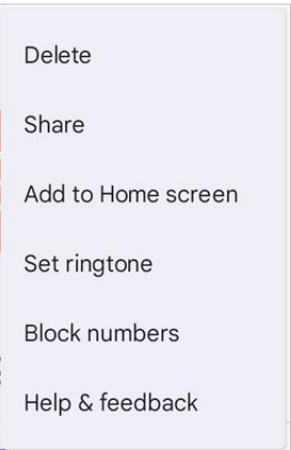 Delete
Share
Add to Home screen
Set ringtone
Block numbers
Help & feedback